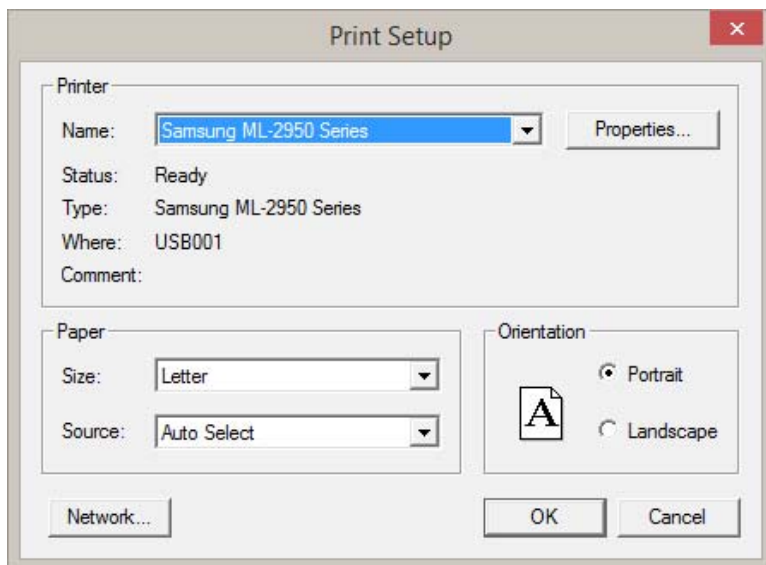 Print Setup
Printer
Name: Samsung ML-2950 Series Properties...
Status: Ready
Type: Samsung ML-2950 Series
Where: USB001
Comment:
Paper
Size: Letter
Source: Auto Select
Orientation
A
Portrait
Landscape
Network... OK Cancel